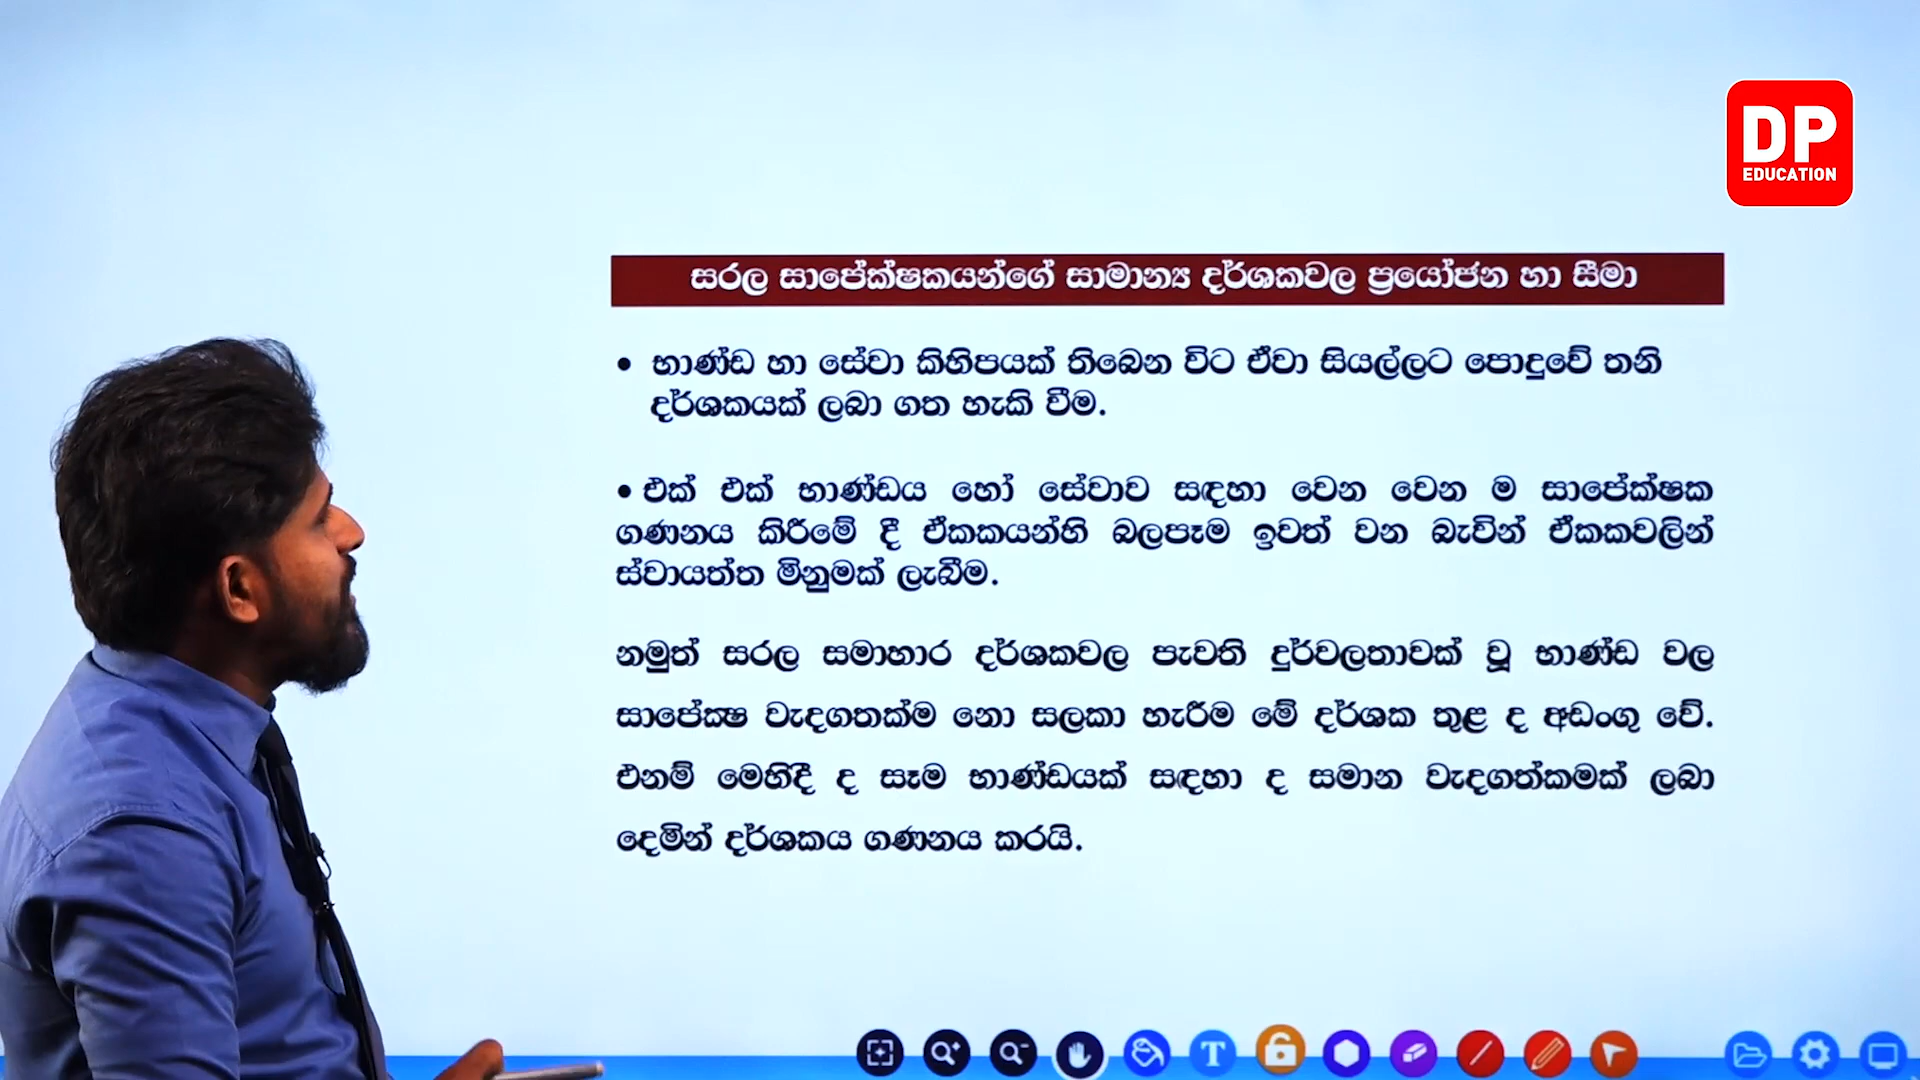 DP
EDUCATION
සරල සාපේක්ෂකයන්ගේ සාමාන්‍ය දර්ශකවල ප්‍රයෝජන හා සීමා
• භාණ්ඩ හා සේවා කිහිපයක් තිබෙන විට ඒවා සියල්ලට පොදුවේ තනි
දර්ශකයක් ලබා ගත හැකි වීම.
• එක් එක් භාණ්ඩය හෝ සේවාව සඳහා වෙන වෙන ම සාපේක්ෂක
ගණනය කිරීමේ දී ඒකකයන්හි බලපෑම ඉවත් වන බැවින් ඒකකවලින්
ස්වායත්ත මිනුමක් ලැබීම.
නමුත් සරල සමාහාර දර්ශකවල පැවති දුර්වලතාවක් වූ භාණ්ඩ වල
සාපේක්‍ෂ වැදගතක්ම නො සලකා හැරීම මේ දර්ශක තුළ ද අඩංගු වේ.
එනම් මෙහිදී ද සෑම භාණ්ඩයක් සඳහා ද සමාන වැදගත්කමක් ලබා
දෙමින් දර්ශකය ගණනය කරයි.